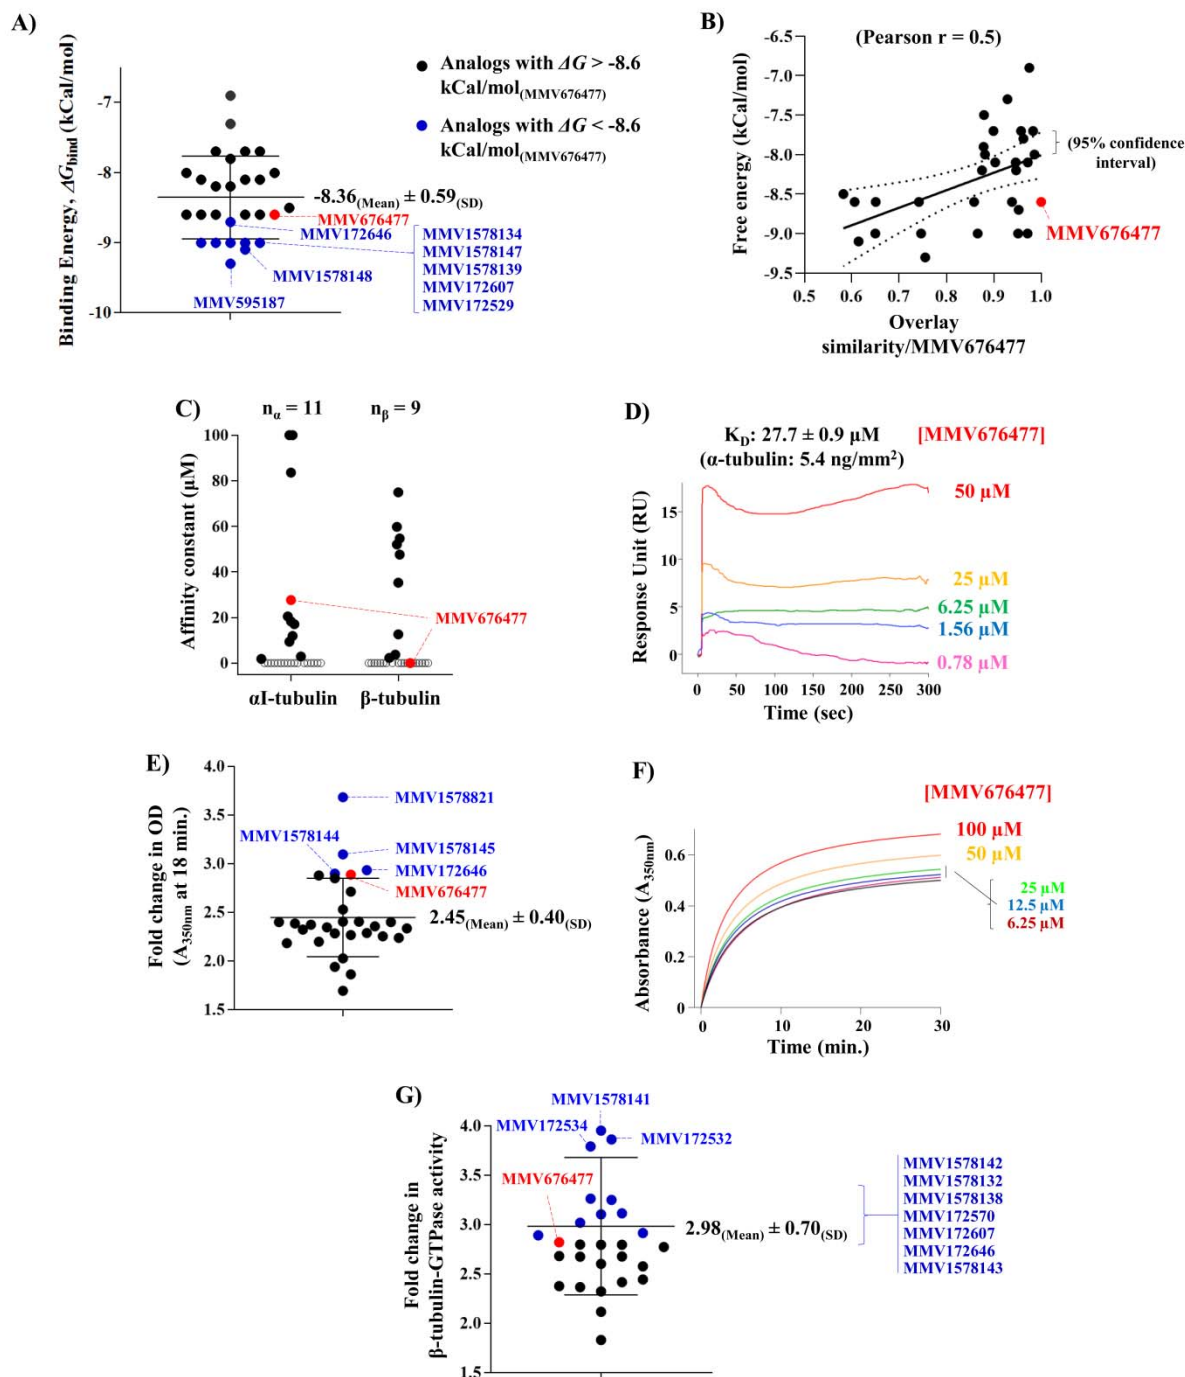 A)
Analogs with ΔG > -8.6
kCal/mol(MMV676477)
Analogs with ΔG < -8.6
kCal/mol(MMV676477)
Binding Energy, ΔGbind (kCal/mol)
-7
-8
-9
-10
-8.36(Mean) ± 0.59(SD)
MMV676477
MMV172646
MMV1578148
MMV595187
MMV1578134
MMV1578147
MMV1578139
MMV172607
MMV172529
B)
(Pearson r = 0.5)
Free energy (kCal/mol)
-6.5
-7.0
-7.5
-8.0
-8.5
-9.0
-9.5
(95% confidence
interval)
MMV676477
0.5 0.6 0.7 0.8 0.9 1.0
Overlay
similarity/MMV676477
C)
nα = 11 nβ = 9
Affinity constant (µM)
100
80
60
40
20
0
MMV676477
αI-tubulin β-tubulin
D)
KD: 27.7 ± 0.9 µM [MMV676477]
(α-tubulin: 5.4 ng/mm²)
Response Unit (RU)
15
10
5
0
50 µM
25 µM
6.25 µM
1.56 µM
0.78 µM
0 50 100 150 200 250 300
Time (sec)
E)
Fold change in OD
(A350nm at 18 min.)
4.0
3.5
3.0
2.5
2.0
1.5
MMV1578821
MMV1578144
MMV1578145
MMV172646
MMV676477
2.45(Mean) ± 0.40(SD)
F)
[MMV676477]
Absorbance (A350nm)
0.6
0.4
0.2
0
100 µM
50 µM
25 µM
12.5 µM
6.25 µM
0 10 20 30
Time (min.)
G)
Fold change in
β-tubulin-GTPase activity
4.0
3.5
3.0
2.5
2.0
1.5
MMV1578141
MMV172534
MMV172532
MMV676477
2.98(Mean) ± 0.70(SD)
MMV1578142
MMV1578132
MMV1578138
MMV172570
MMV172607
MMV172646
MMV1578143